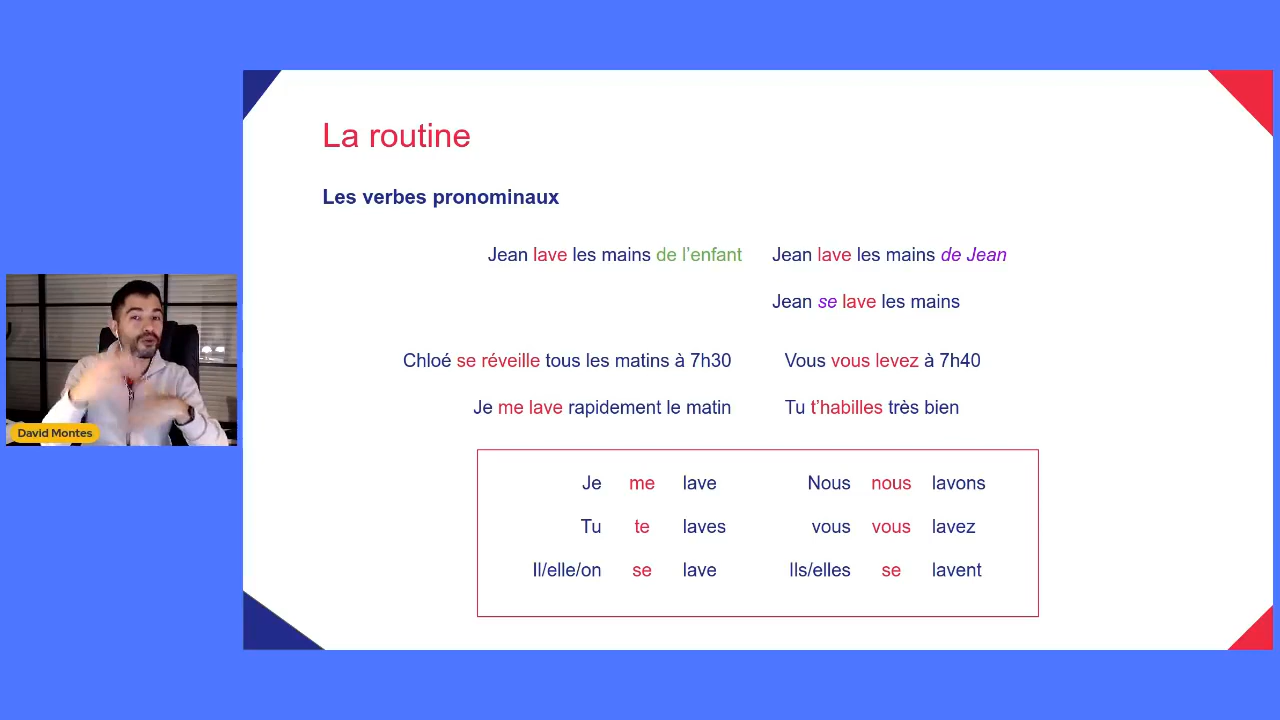 La routine
Les verbes pronominaux
Jean lave les mains de l'enfant
Jean lave les mains de Jean
Jean se lave les mains
Chloé se réveille tous les matins à 7h30
Vous vous levez à 7h40
Je me lave rapidement le matin
Tu t'habilles très bien
Je me lave Nous nous lavons
Tu te laves vous vous lavez
Il/elle/on se lave Ils/elles se lavent
David Montes